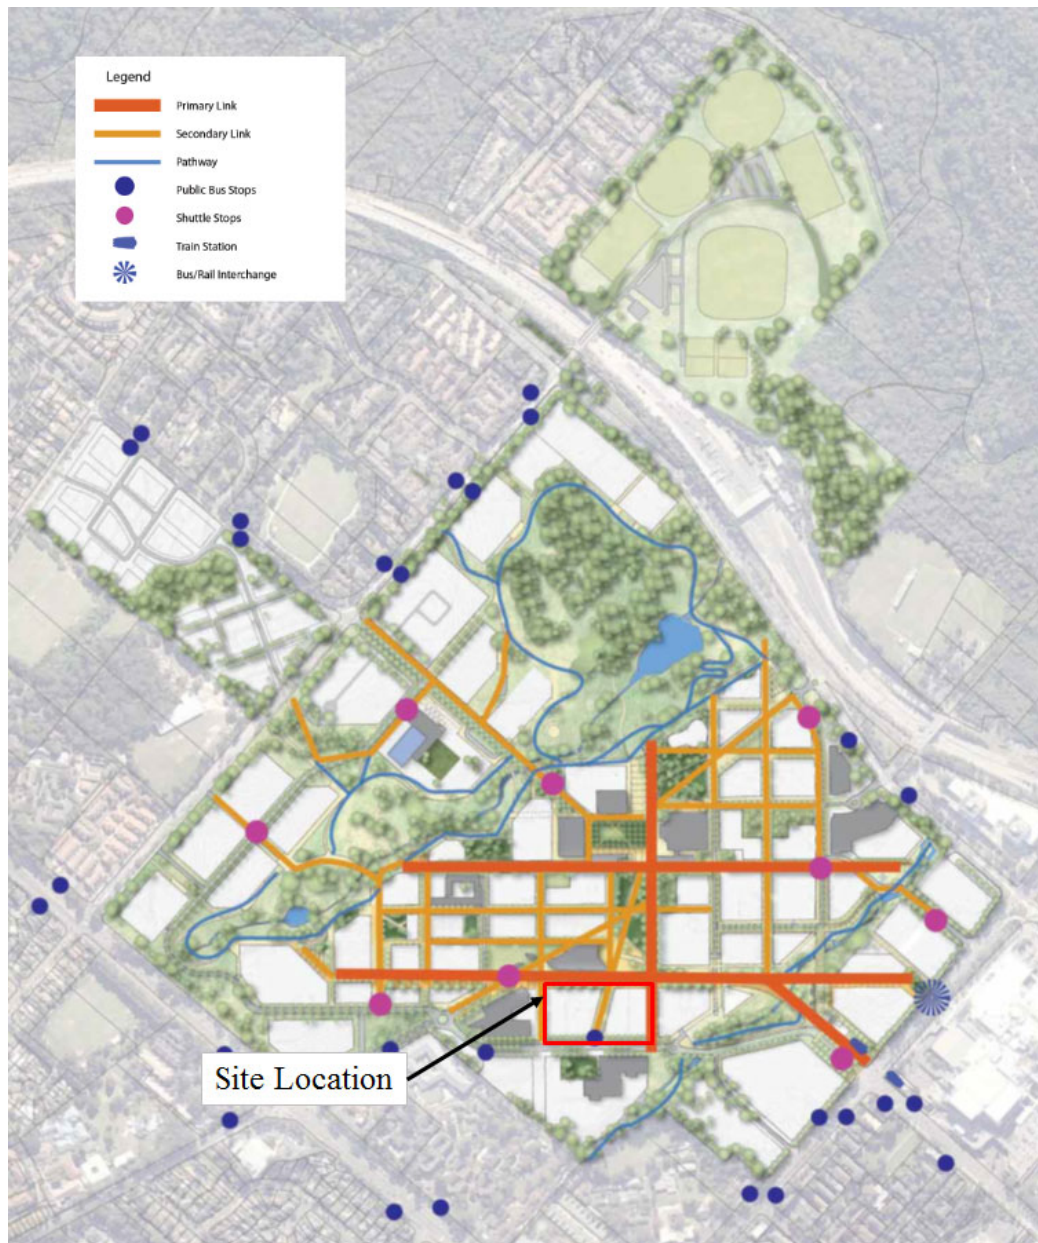 Legend
Primary Link
Secondary Link
Pathway
Public Bus Stops
Shuttle Stops
Train Station
Bus/Rail Interchange
Site Location